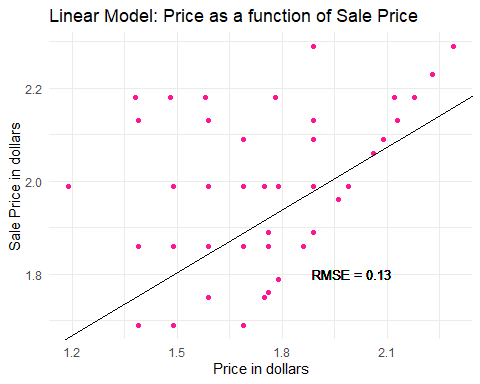 Linear Model: Price as a function of Sale Price
2.2
2.0
1.8
Sale Price in dollars
RMSE = 0.13
1.2 1.5 1.8 2.1
Price in dollars